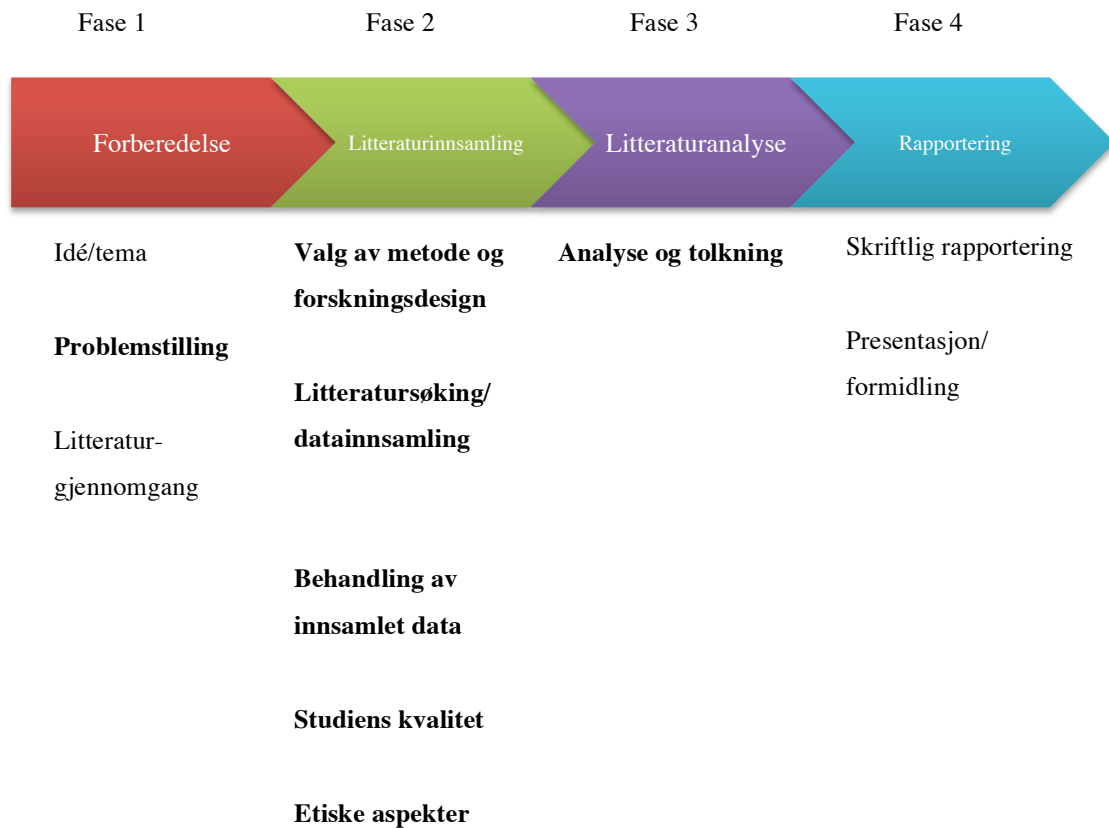 Fase 1
Fase 2
Fase 3
Fase 4
Forberedelse
Litteraturinnsamling
Litteraturanalyse
Rapportering
Idé/tema
Problemstilling
Litteratur-
gjennomgang
Valg av metode og
forskningsdesign
Litteratursøking/
datainnsamling
Behandling av
innsamlet data
Studiens kvalitet
Etiske aspekter
Analyse og tolkning
Skriftlig rapportering
Presentasjon/
formidling